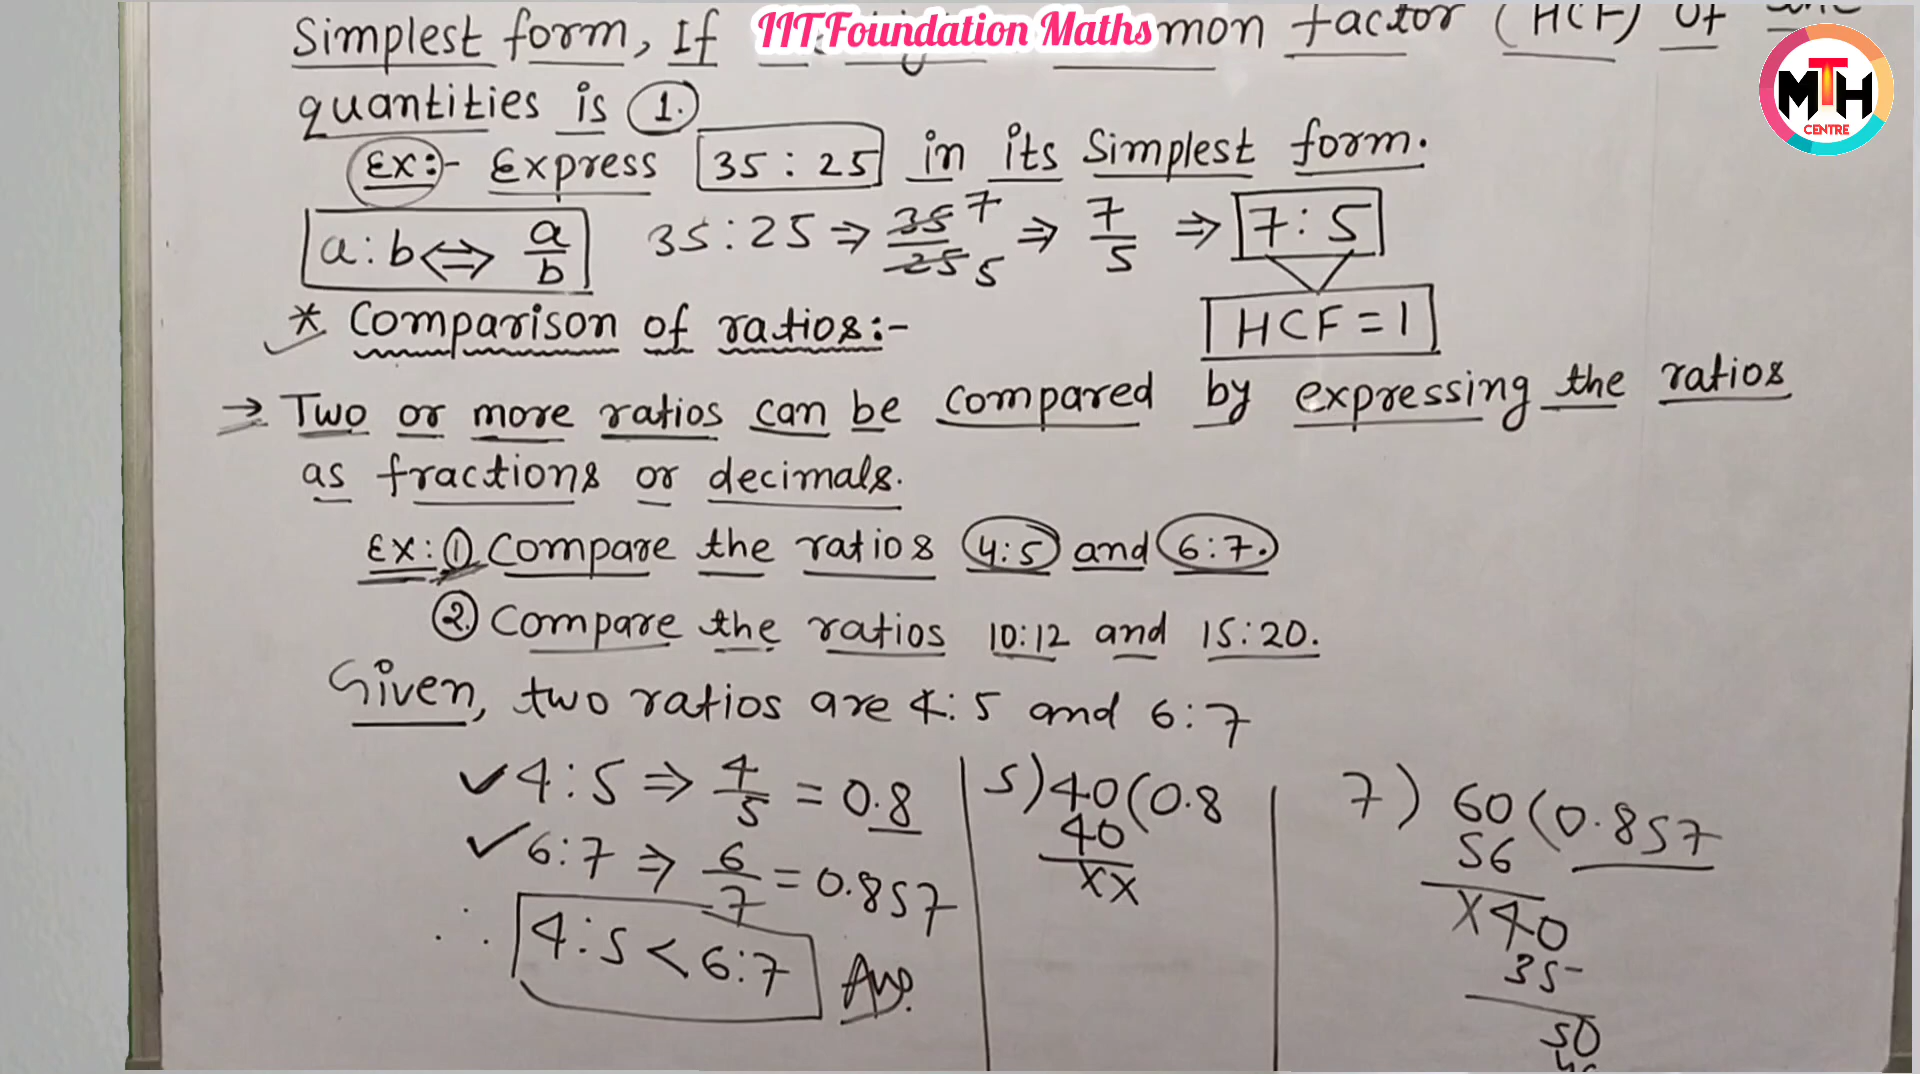 IIT Foundation Maths
MTH
CENTRE
Simplest form, If mon factor (HCF) of
quantities is 1.
Ex:- Express 35 : 25 in its Simplest form.
a:b ⟺ a/b 35:25 ⇒ 35/25 7 5 ⇒ 7/5 ⇒ 7:5
HCF = 1
* Comparison of ratios:-
→ Two or more ratios can be compared by expressing the ratios
as fractions or decimals.
Ex: ① Compare the ratios 4:5 and 6:7.
② Compare the ratios 10:12 and 15:20.
Given, two ratios are 4:5 and 6:7
✓ 4:5 ⇒ 4/5 = 0.8
✓ 6:7 ⇒ 6/7 = 0.857
∴ 4:5 < 6:7 Ans.
5)40(0.8
40
xx
7)60(0.857
56
x40
35
50